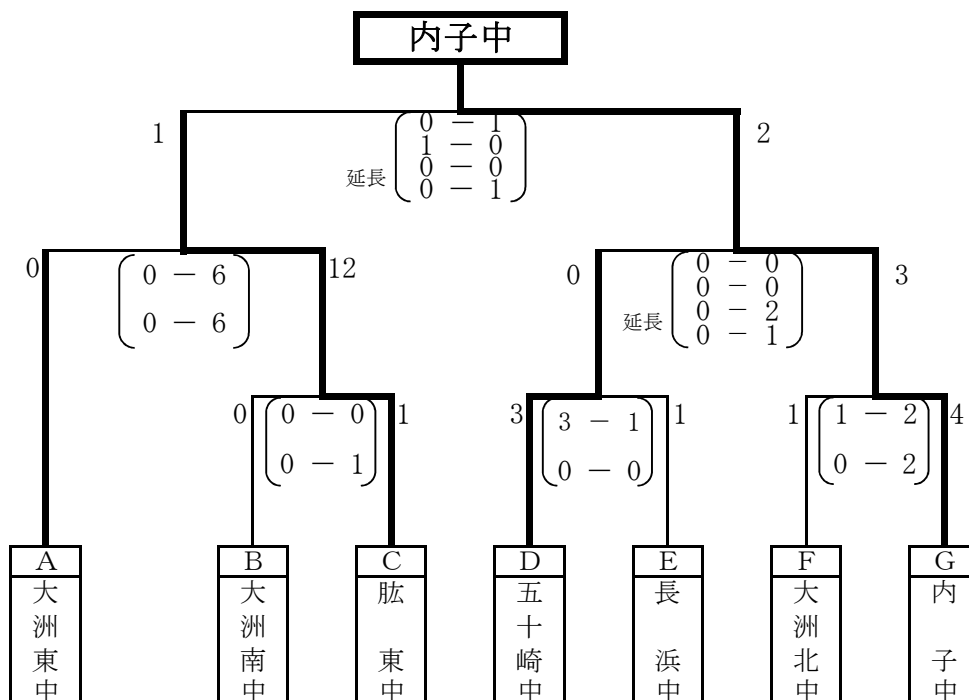 内子中
1
2
0 － 1
1 － 0
延長
0 － 0
0 － 1
0
12
0 － 6
0 － 6
0
3
0 － 0
0 － 0
延長
0 － 2
0 － 1
0
1
0 － 0
0 － 1
3
1
3 － 1
0 － 0
1
4
1 － 2
0 － 2
A
B
C
D
E
F
G
大洲東中
大洲南中
肱東中
五十崎中
長浜中
大洲北中
内子中